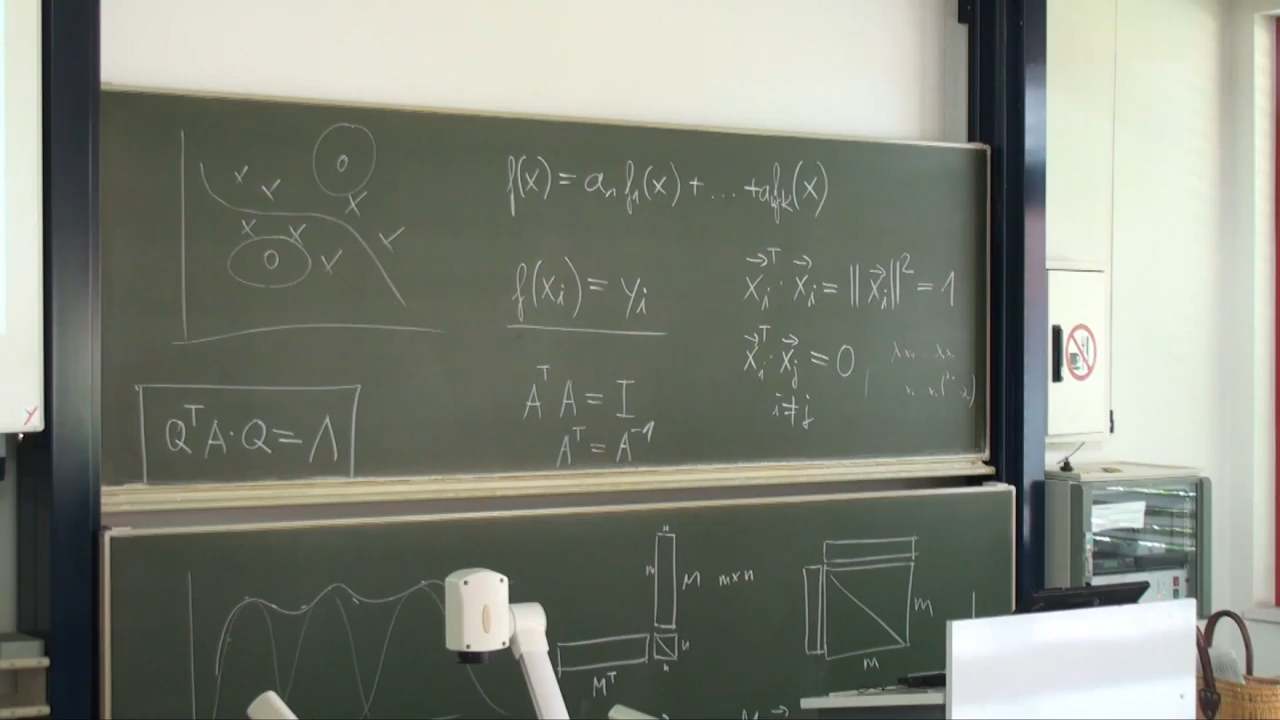 f(x) = a₁f₁(x) + ... + aₖfₖ(x)
f(xᵢ) = yᵢ
x⃗ᵢᵀ · x⃗ᵢ = ||x⃗ᵢ||² = 1
x⃗ᵢᵀ · x⃗ⱼ = 0
i ≠ j
AᵀA = I
Aᵀ = A⁻¹
QᵀA·Q = Λ
x x
o
x
x x x
o x
n
m M m×n
n
n
Mᵀ
m
m
M
y